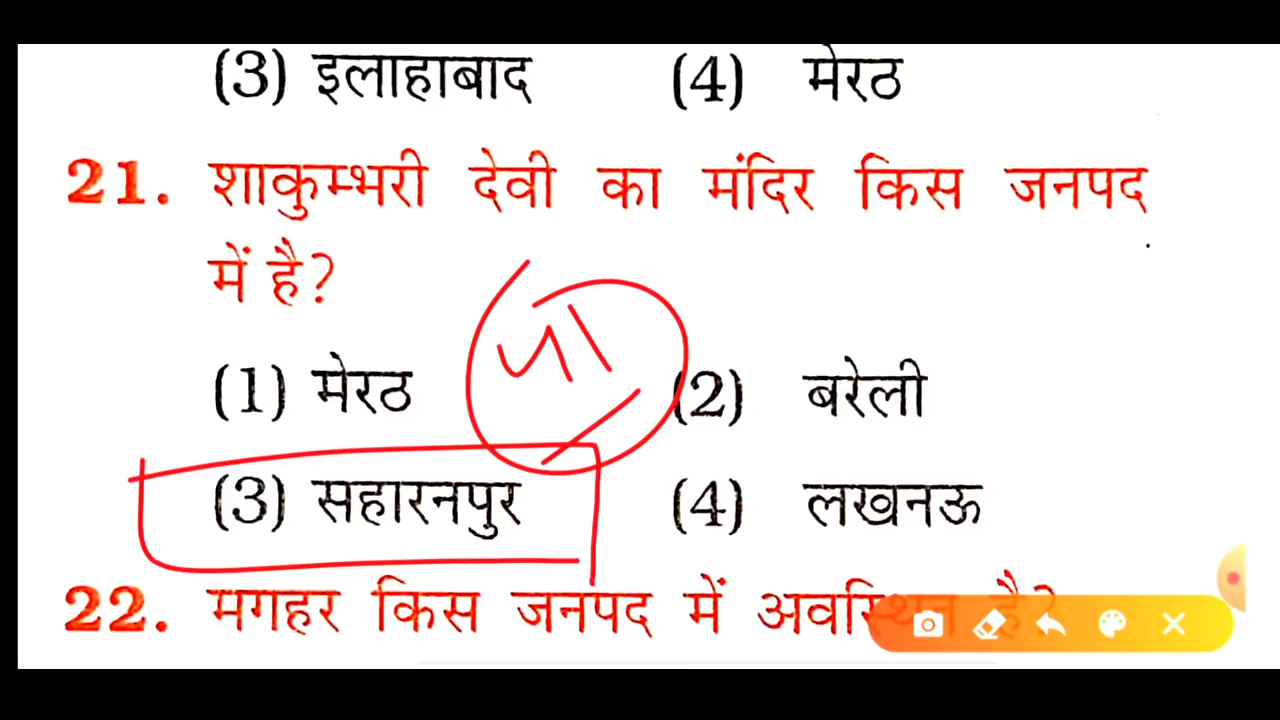 (3) इलाहाबाद (4) मेरठ
21. शाकुम्भरी देवी का मंदिर किस जनपद
में है?
(1) मेरठ (2) बरेली
(3) सहारनपुर (4) लखनऊ
22. मगहर किस जनपद में अवस्थित है?